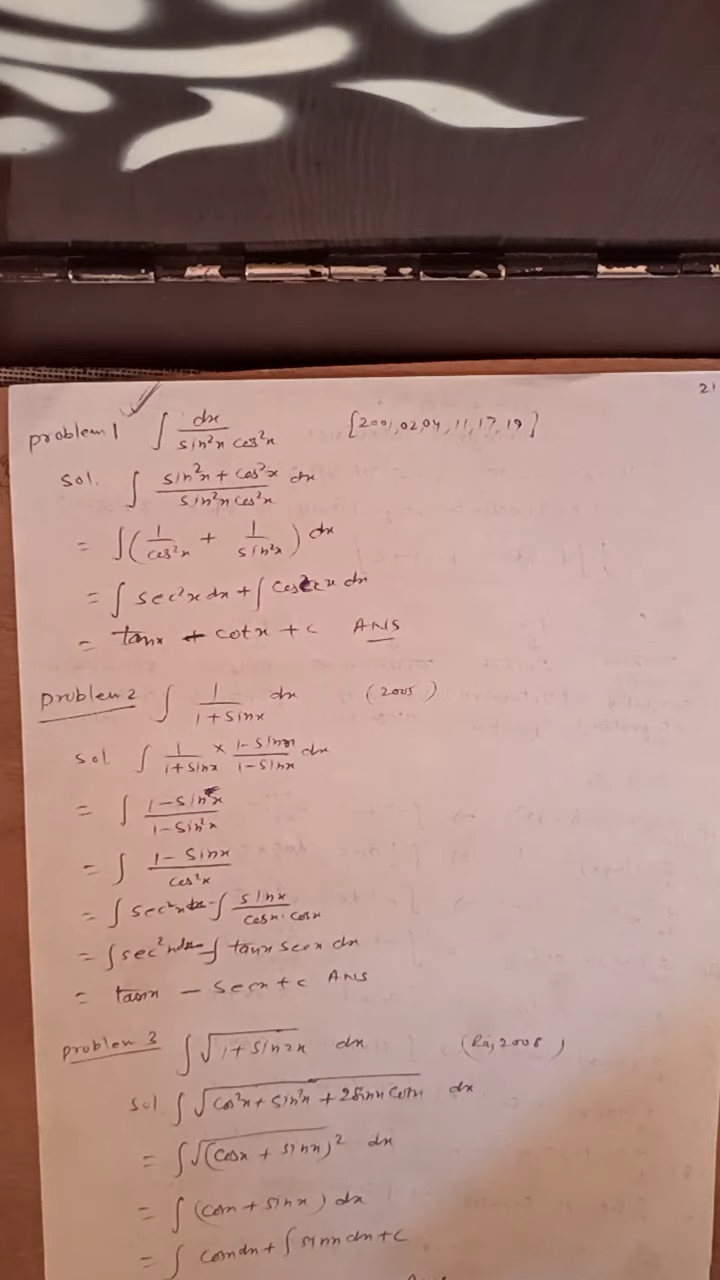 21
problem 1 ∫ dx / sin²x cos²x [2001,02,04,11,17,19]
sol. ∫ (sin²x + cos²x) / (sin²x cos²x) dx
= ∫ (1/cos²x + 1/sin²x) dx
= ∫ sec²x dx + ∫ cosec²x dx
= tanx + cotx + c ANS
problem 2 ∫ 1/(1+sinx) dx (2005)
sol ∫ 1/(1+sinx) × (1-sinx)/(1-sinx) dx
= ∫ (1-sinx)/(1-sin²x)
= ∫ (1-sinx)/cos²x
= ∫ sec²x dx - ∫ sinx/(cosx·cosx)
= ∫ sec²x dx - ∫ tanx secx dx
= tanx - secx + c ANS
problem 3 ∫ √(1+sin2x) dx
sol. ∫ √(cos²x + sin²x + 2sinx cosx) dx
= ∫ √(cosx + sinx)² dx
= ∫ (cosx + sinx) dx
= ∫ cosx dx + ∫ sinx dx + c